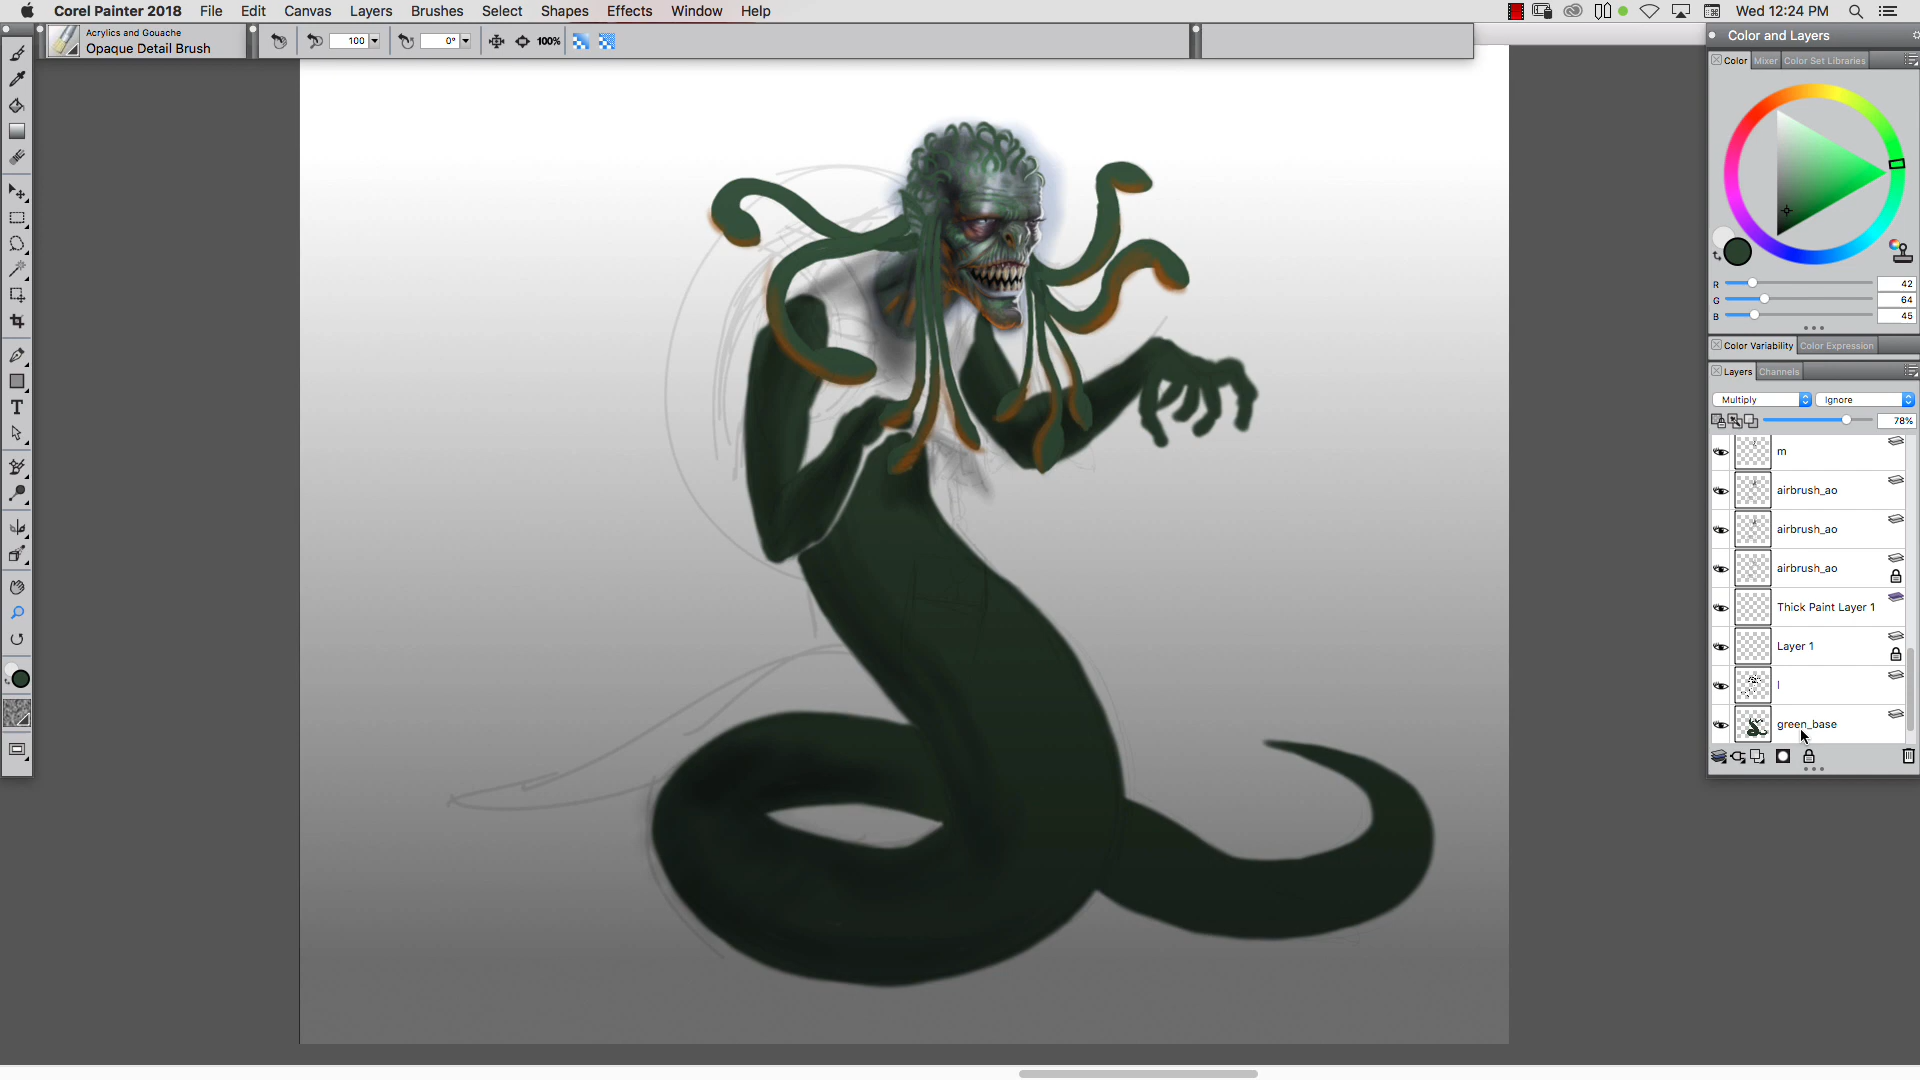 Corel Painter 2018 File Edit Canvas Layers Brushes Select Shapes Effects Window Help Wed 12:24 PM
Acrylics and Gouache
Opaque Detail Brush
100 0° 100%
Color and Layers
Color Mixer Color Set Libraries
R 42
G 64
B 45
Color Variability Color Expression
Layers Channels
Multiply Ignore
78%
m
airbrush_ao
airbrush_ao
airbrush_ao
Thick Paint Layer 1
Layer 1
l
green_base
T